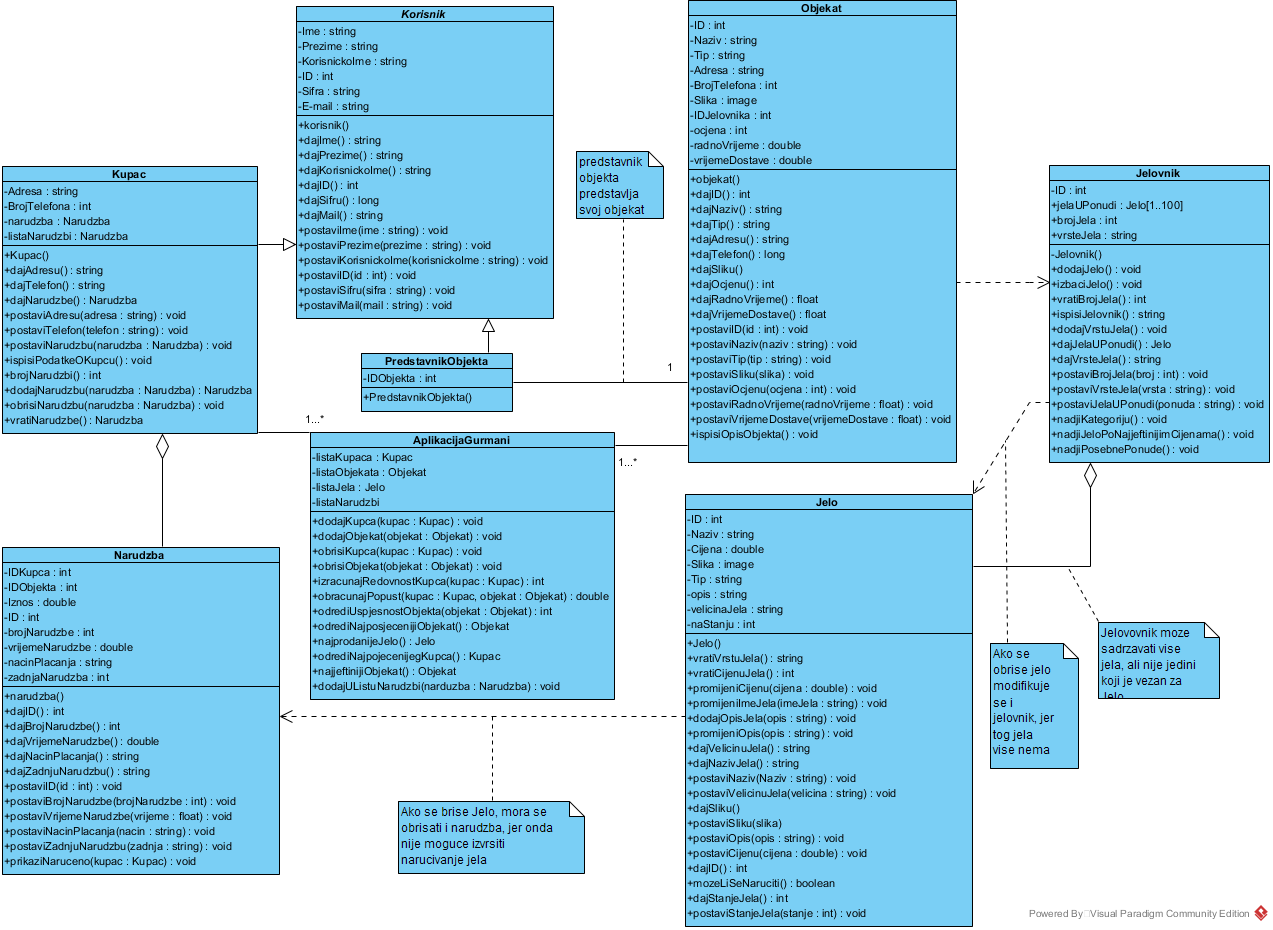 Korisnik
-Ime : string
-Prezime : string
-KorisnickoIme : string
-ID : int
-Sifra : string
-E-mail : string
+korisnik()
+dajIme() : string
+dajPrezime() : string
+dajKorisnickoIme() : string
+dajID() : int
+dajSifru() : long
+dajMail() : string
+postaviIme(ime : string) : void
+postaviPrezime(prezime : string) : void
+postaviKorisnickoIme(korisnickoIme : string) : void
+postaviID(id : int) : void
+postaviSifru(sifra : string) : void
+postaviMail(mail : string) : void
Objekat
-ID : int
-Naziv : string
-Tip : string
-Adresa : string
-BrojTelefona : int
-Slika : image
-IDJelovnika : int
-ocjena : int
-radnoVrijeme : double
-vrijemeDostave : double
+objekat()
+dajID() : int
+dajNaziv() : string
+dajTip() : string
+dajAdresu() : string
+dajTelefon() : long
+dajSliku()
+dajOcjenu() : int
+dajRadnoVrijeme() : float
+dajVrijemeDostave() : float
+postaviID(id : int) : void
+postaviNaziv(naziv : string) : void
+postaviTip(tip : string) : void
+postaviSliku(slika) : void
+postaviOcjenu(ocjena : int) : void
+postaviRadnoVrijeme(radnoVrijeme : float) : void
+postaviVrijemeDostave(vrijemeDostave : float) : void
+ispisiOpisObjekta() : void
predstavnik
objekta
predstavlja
svoj objekat
Kupac
-Adresa : string
-BrojTelefona : int
-narudzba : Narudzba
-listaNarudzbi : Narudzba
+Kupac()
+dajAdresu() : string
+dajTelefon() : string
+dajNarudzbe() : Narudzba
+postaviAdresu(adresa : string) : void
+postaviTelefon(telefon : string) : void
+postaviNarudzbu(narudzba : Narudzba) : void
+ispisiPodatkeOKupcu() : void
+brojNarudzbi() : int
+dodajNarudzbu(narudzba : Narudzba) : Narudzba
+obrisiNarudzbu(narudzba : Narudzba) : void
+vratiNarudzbe() : Narudzba
Jelovnik
-ID : int
+jelaUPonudi : Jelo[1..100]
+brojJela : int
+vrsteJela : string
-Jelovnik()
+dodajJelo() : void
+izbaciJelo() : void
+vratiBrojJela() : int
+ispisiJelovnik() : string
+dodajVrstuJela() : void
+dajJelaUPonudi() : Jelo
+dajVrsteJela() : string
+postaviBrojJela(broj : int) : void
+postaviVrsteJela(vrsta : string) : void
+postaviJelaUPonudi(ponuda : string) : void
+nadjiKategoriju() : void
+nadjiJeloPoNajjeftinijimCijenama() : void
+nadjiPosebnePonude() : void
PredstavnikObjekta
-IDObjekta : int
+PredstavnikObjekta()
1
1...*
1...*
AplikacijaGurmani
-listaKupaca : Kupac
-listaObjekata : Objekat
-listaJela : Jelo
-listaNarudzbi
+dodajKupca(kupac : Kupac) : void
+dodajObjekat(objekat : Objekat) : void
+obrisiKupca(kupac : Kupac) : void
+obrisiObjekat(objekat : Objekat) : void
+izracunajRedovnostKupca(kupac : Kupac) : int
+obracunajPopust(kupac : Kupac, objekat : Objekat) : double
+odrediUspjesnostObjekta(objekat : Objekat) : int
+odrediNajposjecenijiObjekat() : Objekat
+najprodanijeJelo() : Jelo
+odrediNajpojecenijegKupca() : Kupac
+najjeftinijiObjekat() : Objekat
+dodajUListuNarudzbi(narduzba : Narudzba) : void
Narudzba
-IDKupca : int
-IDObjekta : int
-Iznos : double
-ID : int
-brojNarudzbe : int
-vrijemeNarudzbe : double
-nacinPlacanja : string
-zadnjaNarudzba : int
+narudzba()
+dajID() : int
+dajBrojNarudzbe() : int
+dajVrijemeNarudzbe() : double
+dajNacinPlacanja() : string
+dajZadnjuNarudzbu() : string
+postaviID(id : int) : void
+postaviBrojNarudzbe(brojNarudzbe : int) : void
+postaviVrijemeNarudzbe(vrijeme : float) : void
+postaviNacinPlacanja(nacin : string) : void
+postaviZadnjuNarudzbu(zadnja : string) : void
+prikaziNaruceno(kupac : Kupac) : void
Jelo
-ID : int
-Naziv : string
-Cijena : double
-Slika : image
-Tip : string
-opis : string
-velicinaJela : string
-naStanju : int
+Jelo()
+vratiVrstuJela() : string
+vratiCijenuJela() : int
+promijeniCijenu(cijena : double) : void
+promijeniImeJela(imeJela : string) : void
+dodajOpisJela(opis : string) : void
+promijeniOpis(opis : string) : void
+dajVelicinuJela() : string
+dajNazivJela() : string
+postaviNaziv(Naziv : string) : void
+postaviVelicinuJela(velicina : string) : void
+dajSliku()
+postaviSliku(slika)
+postaviOpis(opis : string) : void
+postaviCijenu(cijena : double) : void
+dajID() : int
+mozeLiSeNaruciti() : boolean
+dajStanjeJela() : int
+postaviStanjeJela(stanje : int) : void
Ako se
obrise jelo
modifikuje
se i
jelovnik, jer
tog jela
vise nema
Jelovovnik moze
sadrzavati vise
jela, ali nije jedini
koji je vezan za
Jelo
Ako se brise Jelo, mora se
obrisati i narudzba, jer onda
nije moguce izvrsiti
narucivanje jela
Powered By Visual Paradigm Community Edition